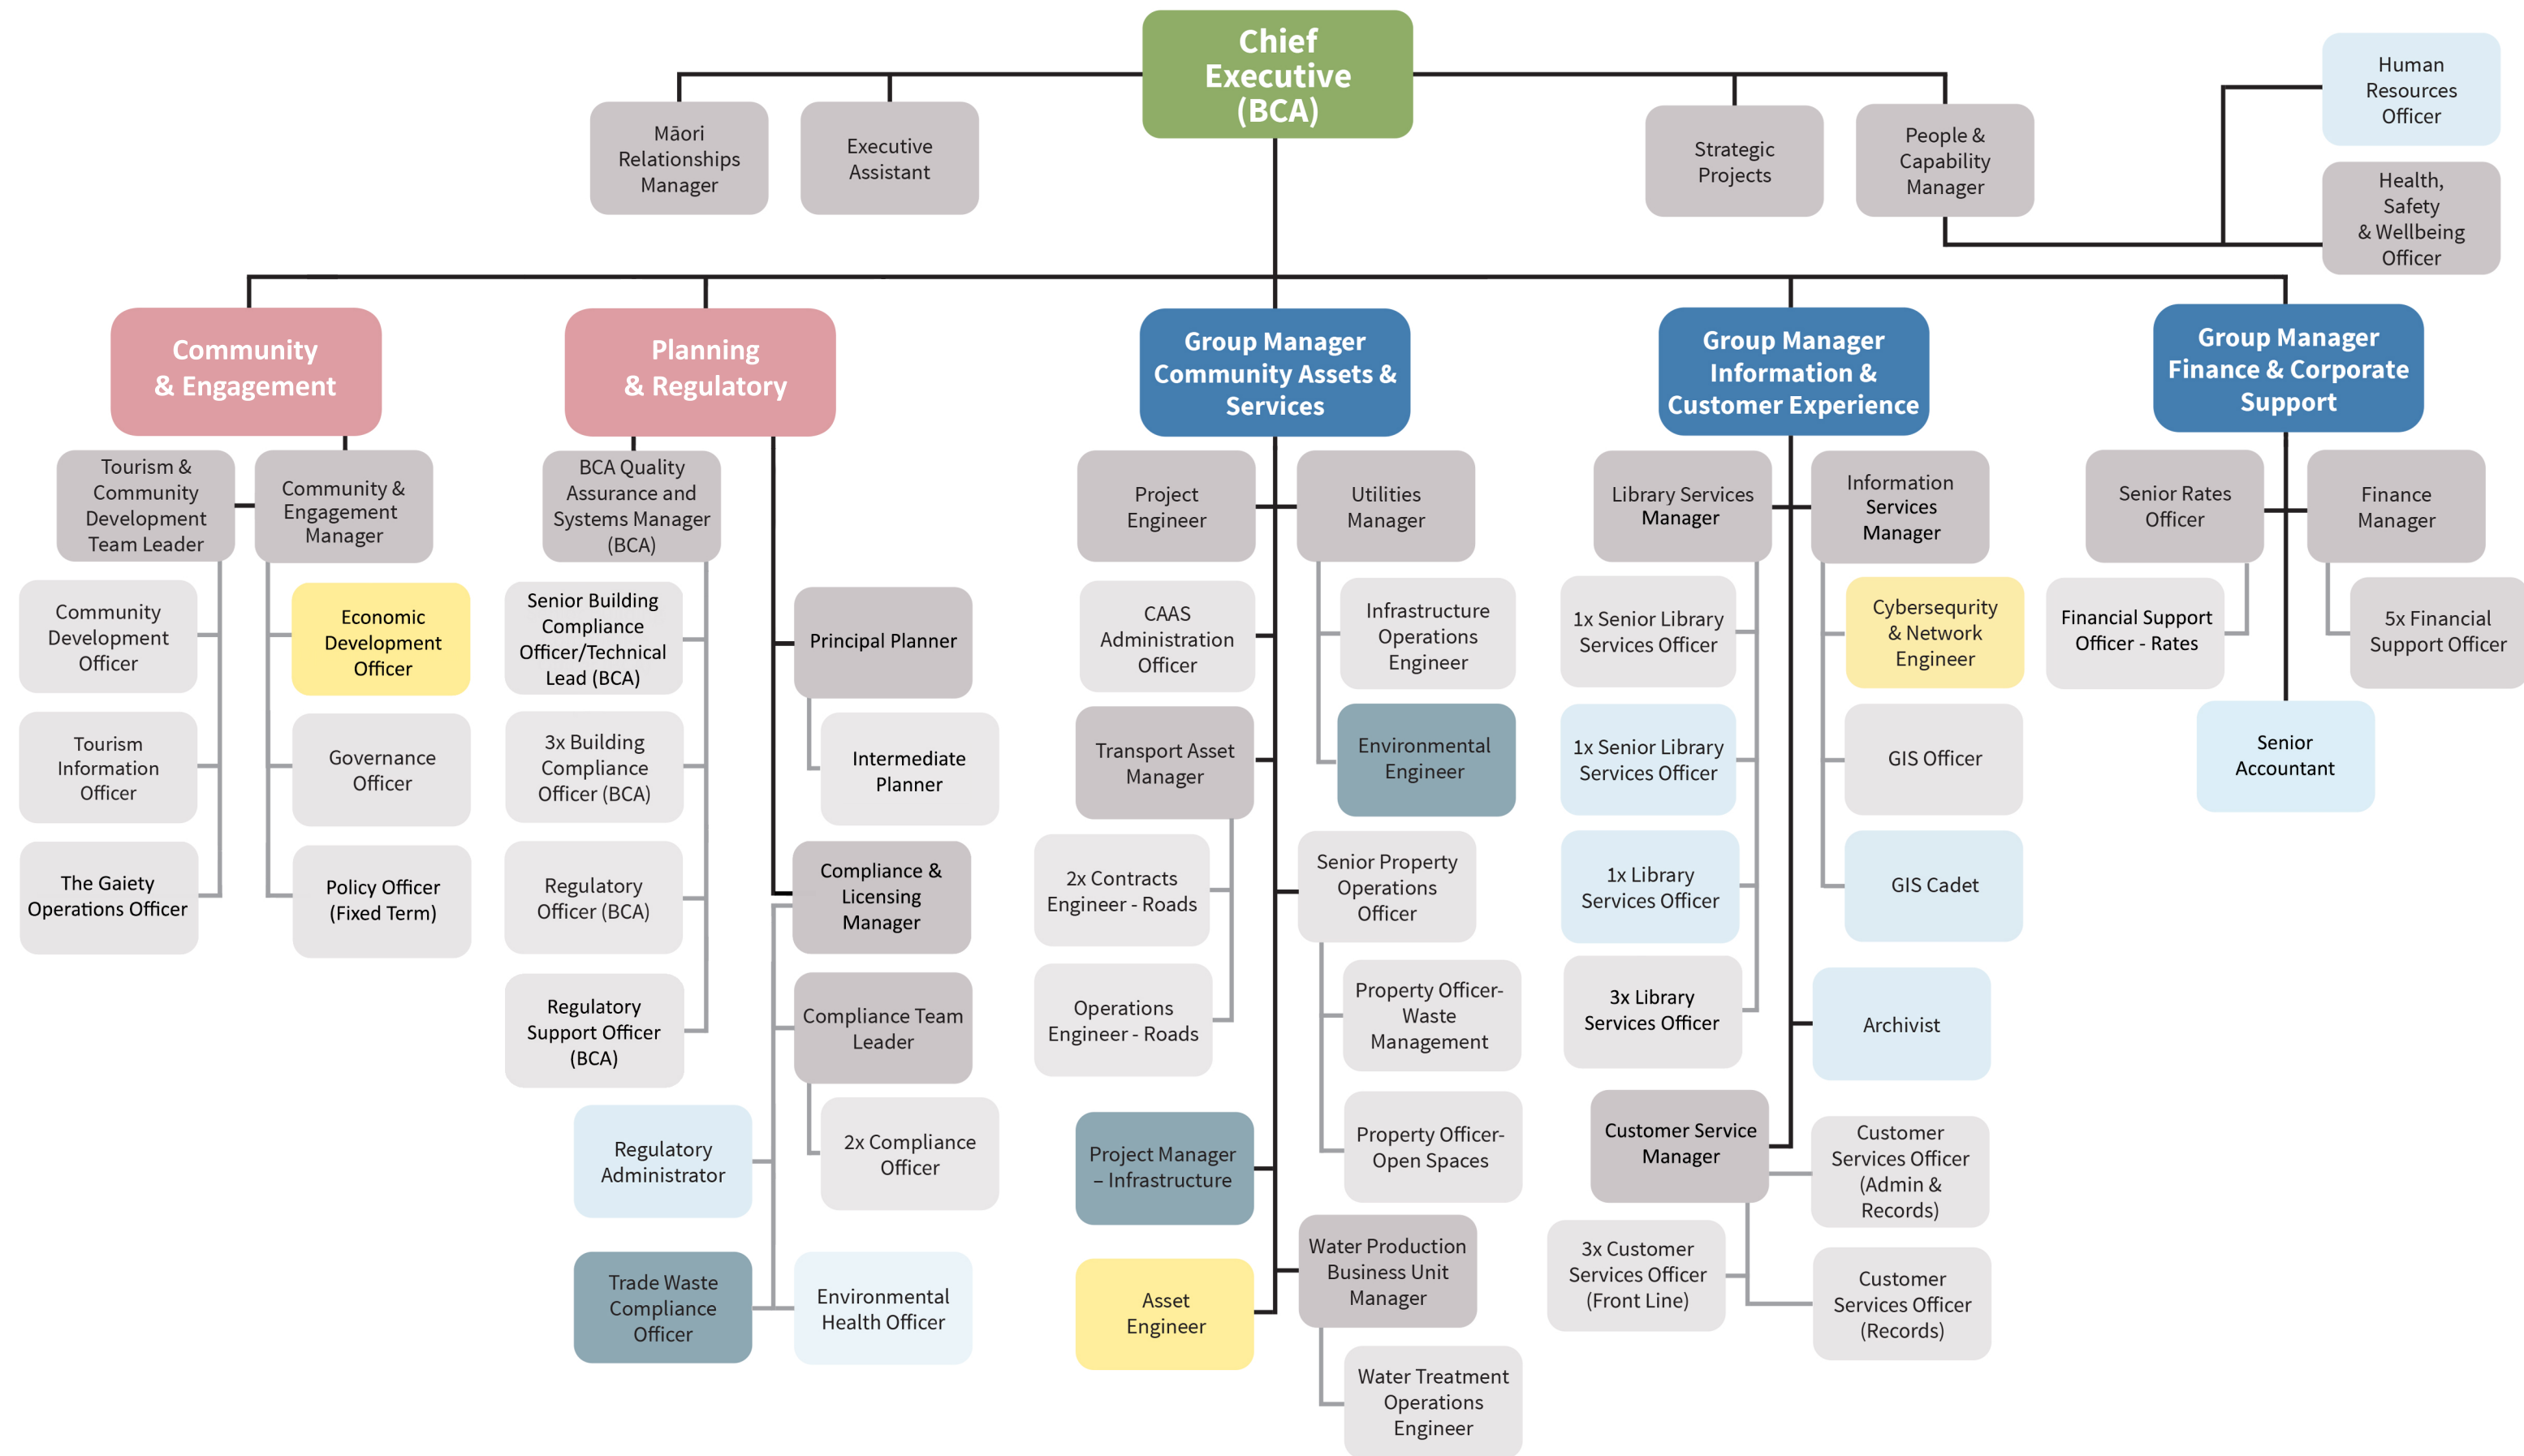 Chief
Executive
(BCA)
Māori
Relationships
Manager
Executive
Assistant
Strategic
Projects
People &
Capability
Manager
Human
Resources
Officer
Health,
Safety
& Wellbeing
Officer
Community
& Engagement
Tourism &
Community
Development
Team Leader
Community &
Engagement
Manager
Community
Development
Officer
Tourism
Information
Officer
The Gaiety
Operations Officer
Economic
Development
Officer
Governance
Officer
Policy Officer
(Fixed Term)
Planning
& Regulatory
BCA Quality
Assurance and
Systems Manager
(BCA)
Senior Building
Compliance
Officer/Technical
Lead (BCA)
3x Building
Compliance
Officer (BCA)
Regulatory
Officer (BCA)
Regulatory
Support Officer
(BCA)
Principal Planner
Intermediate
Planner
Compliance &
Licensing
Manager
Compliance Team
Leader
2x Compliance
Officer
Regulatory
Administrator
Trade Waste
Compliance
Officer
Environmental
Health Officer
Group Manager
Community Assets &
Services
Project
Engineer
Utilities
Manager
CAAS
Administration
Officer
Infrastructure
Operations
Engineer
Transport Asset
Manager
Environmental
Engineer
2x Contracts
Engineer - Roads
Operations
Engineer - Roads
Senior Property
Operations
Officer
Property Officer-
Waste
Management
Property Officer-
Open Spaces
Project Manager
– Infrastructure
Asset
Engineer
Water Production
Business Unit
Manager
Water Treatment
Operations
Engineer
Group Manager
Information &
Customer Experience
Library Services
Manager
Information
Services
Manager
1x Senior Library
Services Officer
1x Senior Library
Services Officer
1x Library
Services Officer
3x Library
Services Officer
Cybersequrity
& Network
Engineer
GIS Officer
GIS Cadet
Archivist
Customer Service
Manager
Customer
Services Officer
(Admin &
Records)
3x Customer
Services Officer
(Front Line)
Customer
Services Officer
(Records)
Group Manager
Finance & Corporate
Support
Senior Rates
Officer
Finance
Manager
Financial Support
Officer - Rates
5x Financial
Support Officer
Senior
Accountant